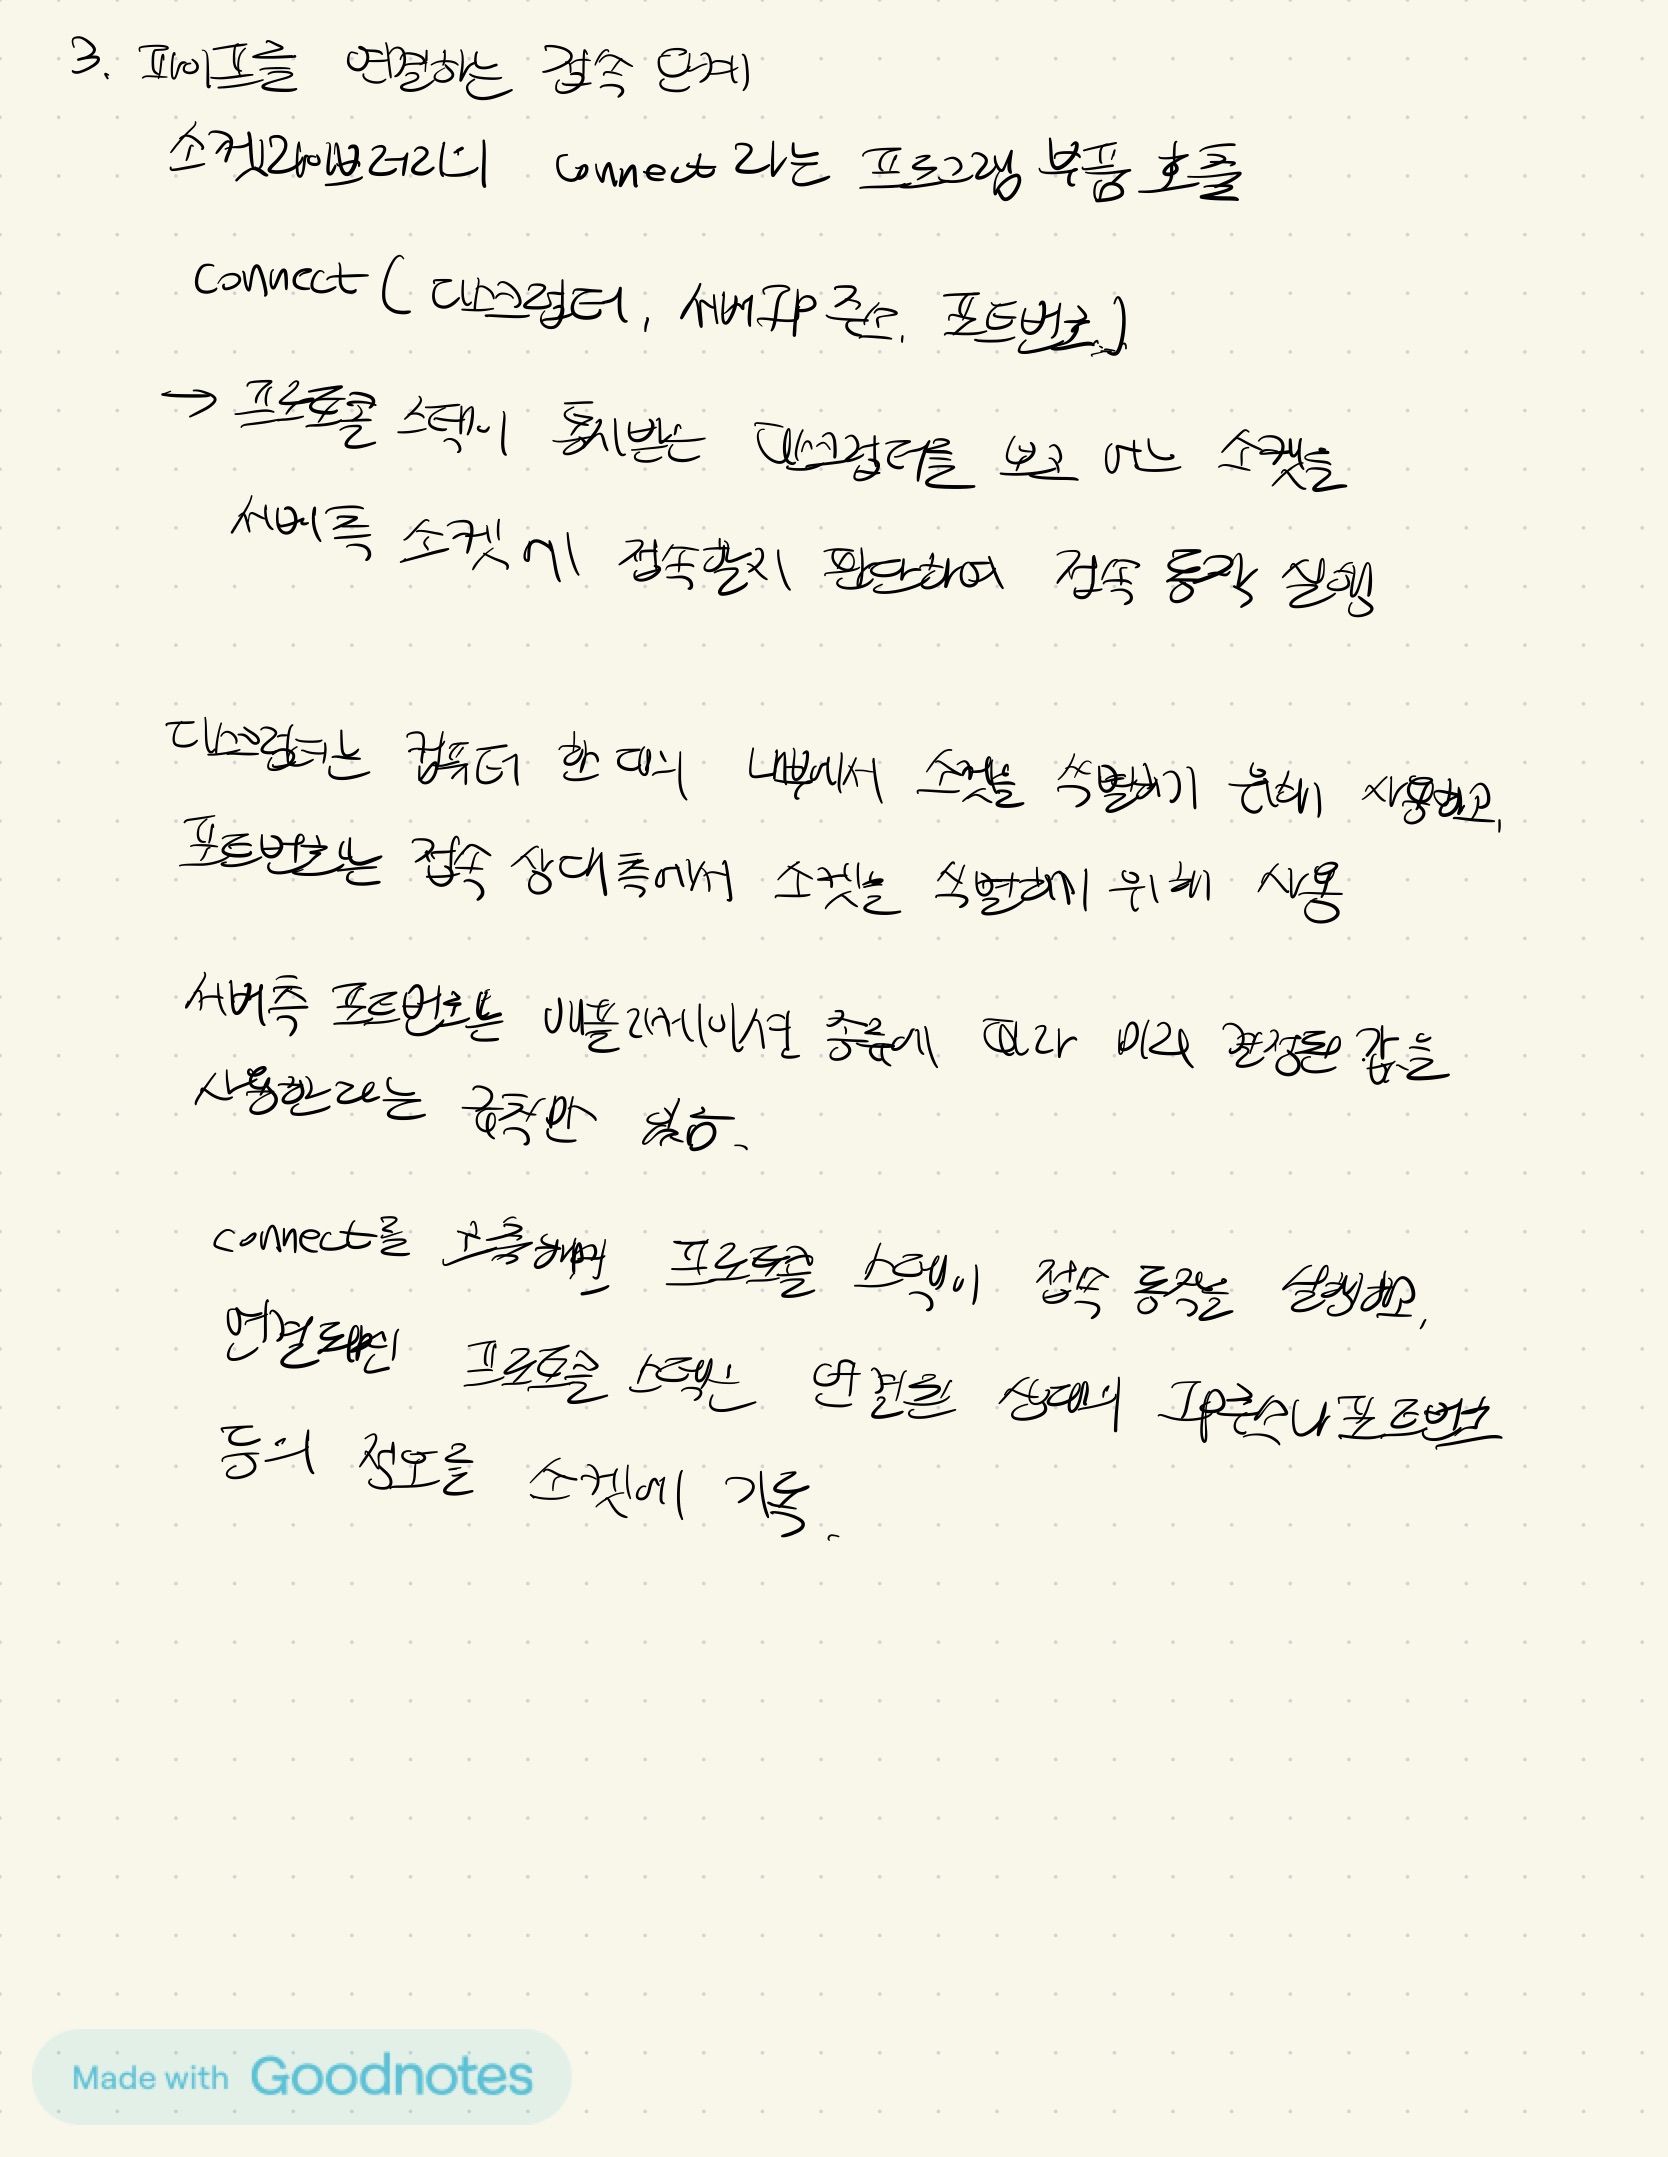 3. 파이프를 연결하는 접속 단계
소켓라이브러리의 connect 라는 프로그램 부품 호출
connect ( 디스크립터, 서버IP 주소, 포트번호.)
→ 프로토콜 스택이 통지받은 디스크립터를 보고 어느 소켓을
서버측 소켓에 접속할지 판단하여 접속 동작 실행
디스크립터는 컴퓨터 한 대의 내부에서 소켓을 식별하기 위해 사용하고,
포트번호는 접속 상대측에서 소켓을 식별하기 위해 사용
서버측 포트번호는 애플리케이션 종류에 따라 미리 결정된 값을
사용한다라는 규칙만 있음.
connect를 호출하면 프로토콜 스택이 접속 동작을 실행하고,
연결되면 프로토콜 스택은 연결된 상대의 IP주소나 포트번호
등의 정보를 소켓에 기록.
Made with Goodnotes